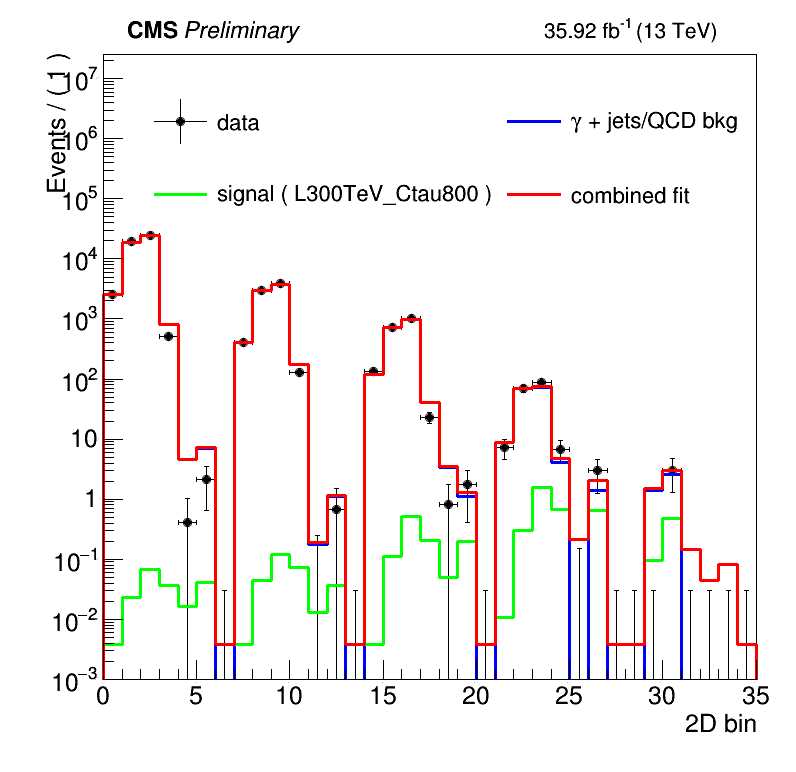 CMS Preliminary 35.92 fb⁻¹ (13 TeV)
Events / ( 1 )
data
γ + jets/QCD bkg
signal ( L300TeV_Ctau800 )
combined fit
10⁷
10⁶
10⁵
10⁴
10³
10²
10
1
10⁻¹
10⁻²
10⁻³
0 5 10 15 20 25 30 35
2D bin